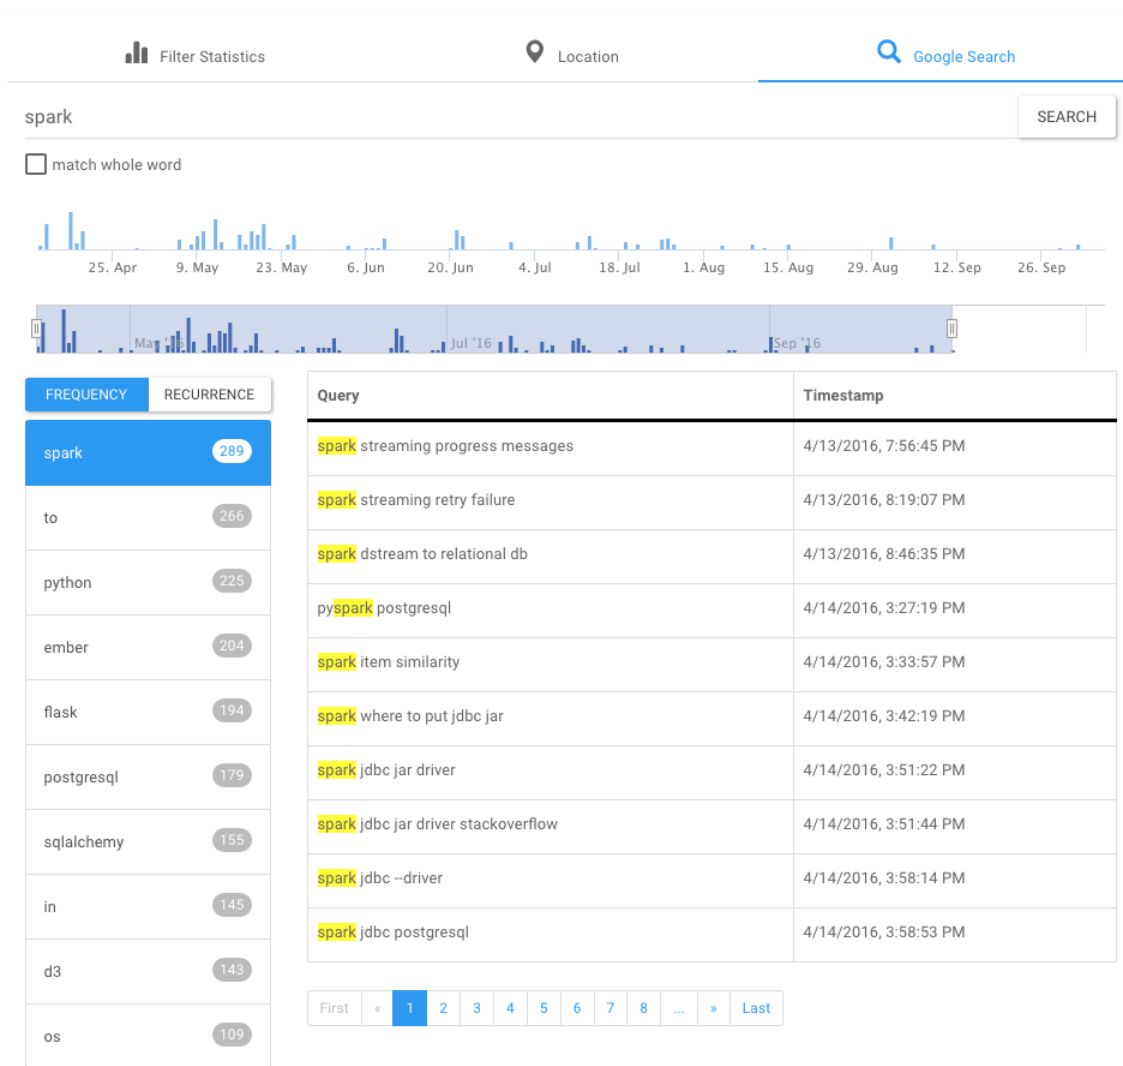 Filter Statistics
Location
Google Search
spark
SEARCH
match whole word
25. Apr 9. May 23. May 6. Jun 20. Jun 4. Jul 18. Jul 1. Aug 15. Aug 29. Aug 12. Sep 26. Sep
May '16 Jul '16 Sep '16
FREQUENCY RECURRENCE
spark 289
to 266
python 225
ember 204
flask 194
postgresql 179
sqlalchemy 155
in 145
d3 143
os 109
Query Timestamp
spark streaming progress messages 4/13/2016, 7:56:45 PM
spark streaming retry failure 4/13/2016, 8:19:07 PM
spark dstream to relational db 4/13/2016, 8:46:35 PM
pyspark postgresql 4/14/2016, 3:27:19 PM
spark item similarity 4/14/2016, 3:33:57 PM
spark where to put jdbc jar 4/14/2016, 3:42:19 PM
spark jdbc jar driver 4/14/2016, 3:51:22 PM
spark jdbc jar driver stackoverflow 4/14/2016, 3:51:44 PM
spark jdbc --driver 4/14/2016, 3:58:14 PM
spark jdbc postgresql 4/14/2016, 3:58:53 PM
First « 1 2 3 4 5 6 7 8 ... » Last